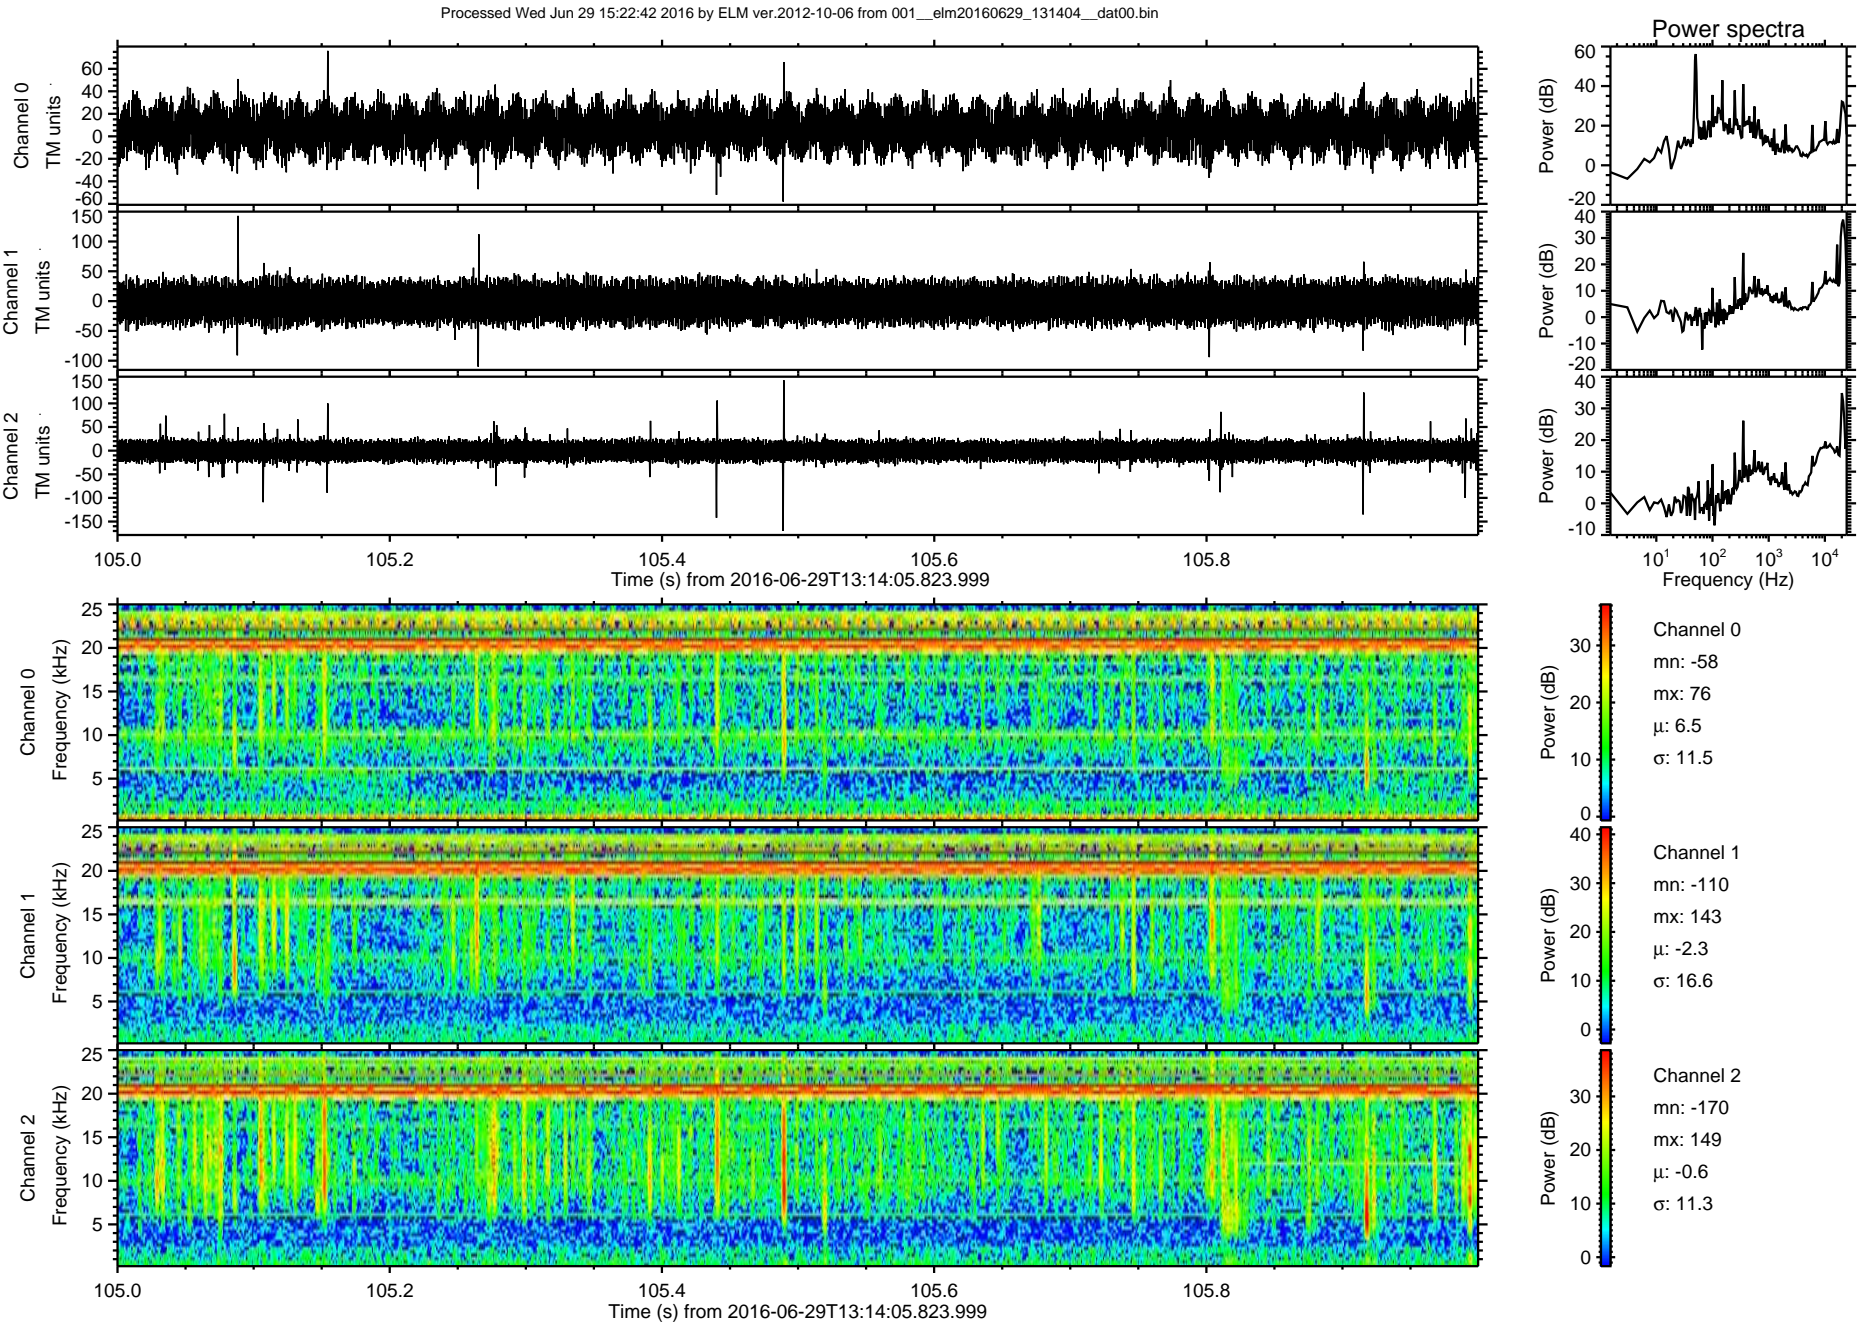 Processed Wed Jun 29 15:22:42 2016 by ELM ver.2012-10-06 from 001__elm20160629_131404__dat00.bin
Power spectra
Channel 0
TM units
60
40
20
0
-20
-40
-60
Power (dB)
60
40
20
0
-20
Channel 1
TM units
150
100
50
0
-50
-100
Power (dB)
40
30
20
10
0
-10
-20
Channel 2
TM units
150
100
50
0
-50
-100
-150
Power (dB)
40
30
20
10
0
-10
105.0 105.2 105.4 105.6 105.8
Time (s) from 2016-06-29T13:14:05.823.999
10^1 10^2 10^3 10^4
Frequency (Hz)
Channel 0
Frequency (kHz)
25
20
15
10
5
Power (dB)
30
20
10
0
Channel 0
mn: -58
mx: 76
μ: 6.5
σ: 11.5
Channel 1
Frequency (kHz)
25
20
15
10
5
Power (dB)
40
30
20
10
0
Channel 1
mn: -110
mx: 143
μ: -2.3
σ: 16.6
Channel 2
Frequency (kHz)
25
20
15
10
5
Power (dB)
30
20
10
0
Channel 2
mn: -170
mx: 149
μ: -0.6
σ: 11.3
105.0 105.2 105.4 105.6 105.8
Time (s) from 2016-06-29T13:14:05.823.999